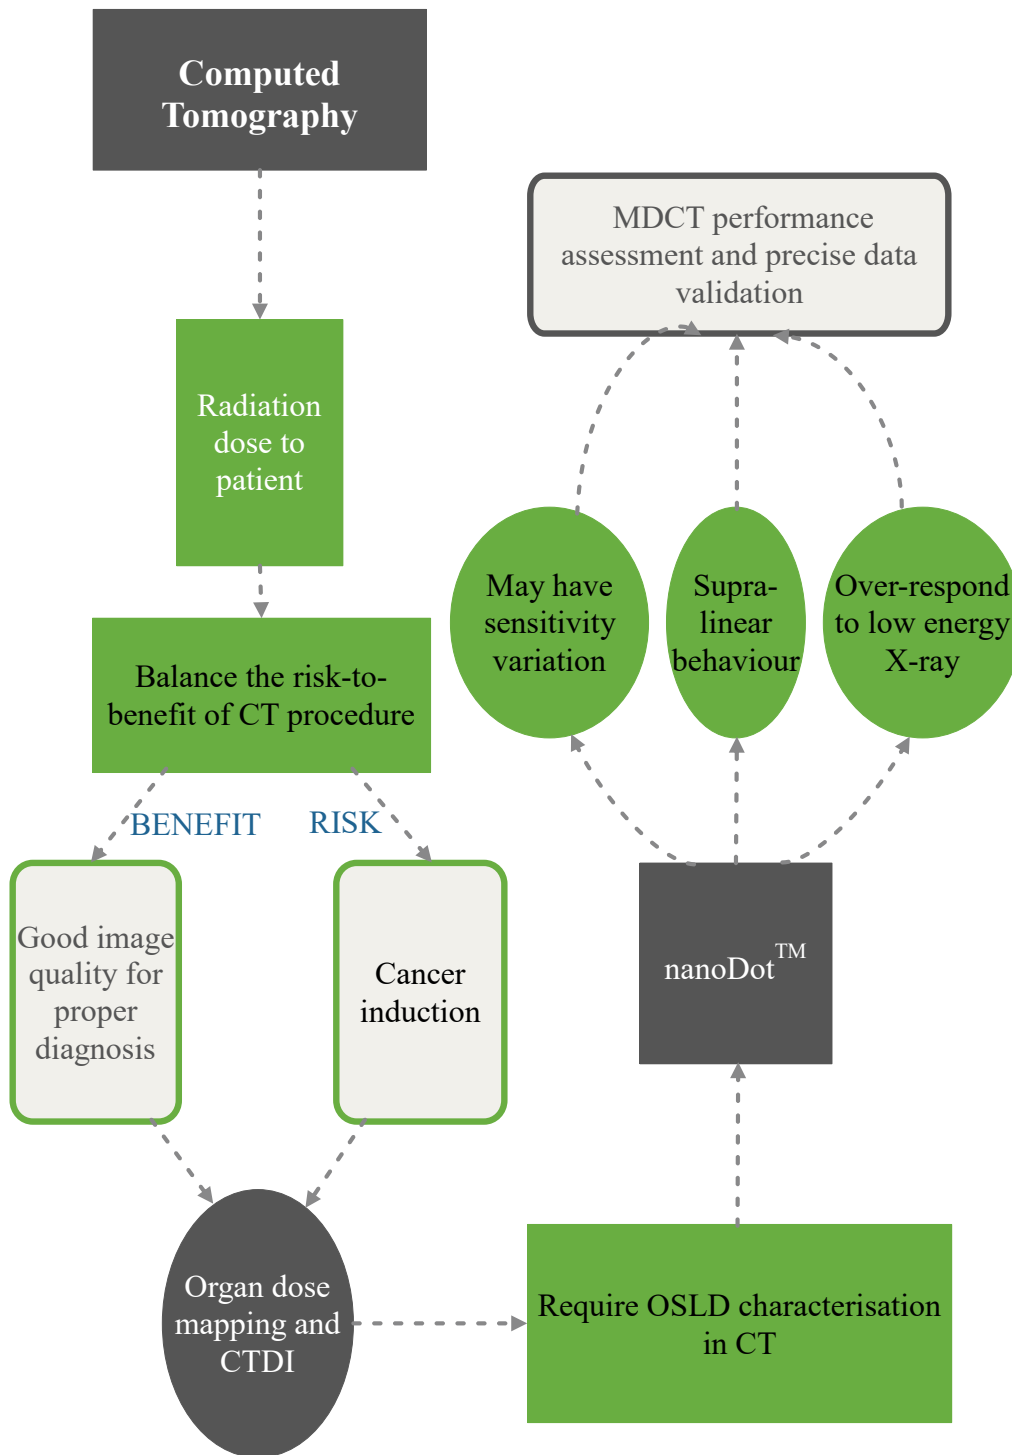 Computed
Tomography
Radiation
dose to
patient
Balance the risk-to-
benefit of CT procedure
BENEFIT
RISK
Good image
quality for
proper
diagnosis
Cancer
induction
Organ dose
mapping and
CTDI
Require OSLD characterisation
in CT
nanoDot™
May have
sensitivity
variation
Supra-
linear
behaviour
Over-respond
to low energy
X-ray
MDCT performance
assessment and precise data
validation